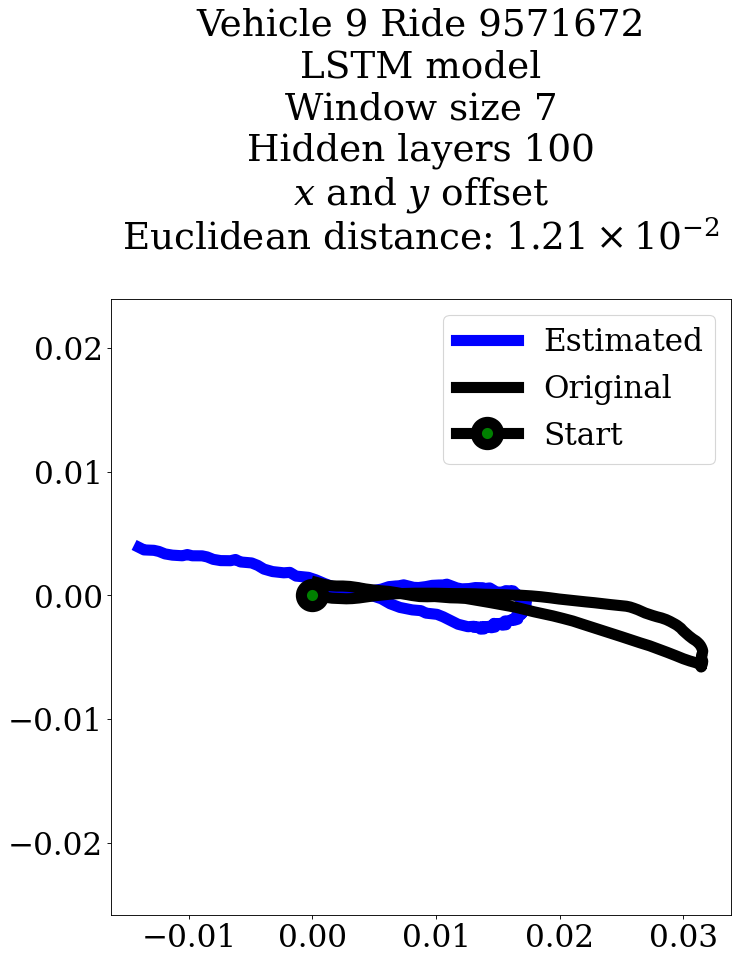 Vehicle 9 Ride 9571672
LSTM model
Window size 7
Hidden layers 100
x and y offset
Euclidean distance: 1.21 × 10⁻²
Estimated
Original
Start
0.02
0.01
0.00
−0.01
−0.02
−0.01 0.00 0.01 0.02 0.03